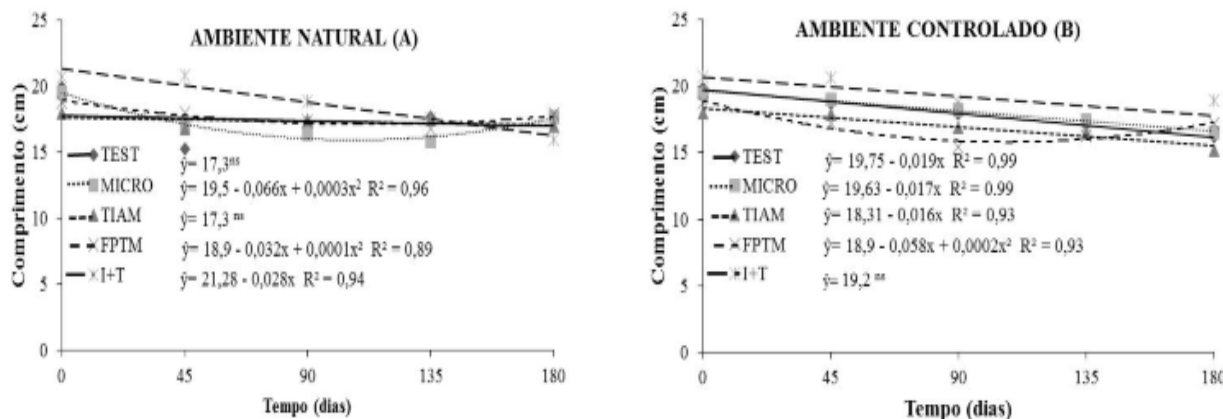 AMBIENTE NATURAL (A)
Comprimento (cm)
25
20
15
10
5
0
TEST ŷ= 17,3ⁿˢ
MICRO ŷ= 19,5 - 0,066x + 0,0003x² R² = 0,96
TIAM ŷ= 17,3 ⁿˢ
FPTM ŷ= 18,9 - 0,032x + 0,0001x² R² = 0,89
I+T ŷ= 21,28 - 0,028x R² = 0,94
0 45 90 135 180
Tempo (dias)
AMBIENTE CONTROLADO (B)
Comprimento (cm)
25
20
15
10
5
0
TEST ŷ= 19,75 - 0,019x R² = 0,99
MICRO ŷ= 19,63 - 0,017x R² = 0.99
TIAM ŷ= 18,31 - 0,016x R² = 0,93
FPTM ŷ= 18,9 - 0,058x + 0,0002x² R² = 0,93
I+T ŷ= 19,2 ⁿˢ
0 45 90 135 180
Tempo (dias)